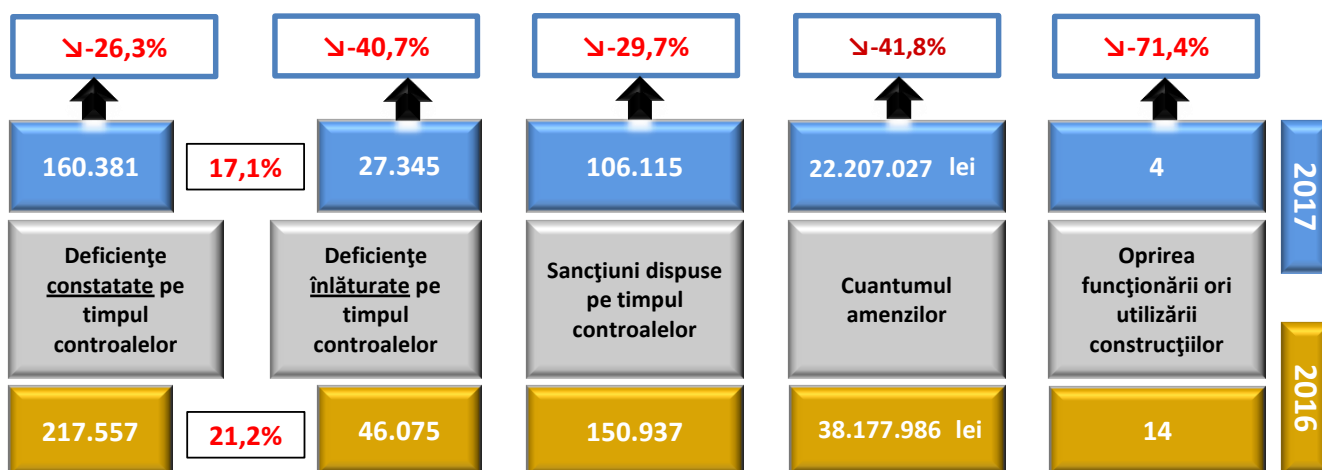 ↘-26,3%
↘-40,7%
↘-29,7%
↘-41,8%
↘-71,4%
160.381
17,1%
27.345
106.115
22.207.027 lei
4
2017
Deficienţe
constatate pe
timpul
controalelor
Deficienţe
înlăturate pe
timpul
controalelor
Sancţiuni dispuse
pe timpul
controalelor
Cuantumul
amenzilor
Oprirea
funcţionării ori
utilizării
construcţiilor
217.557
21,2%
46.075
150.937
38.177.986 lei
14
2016